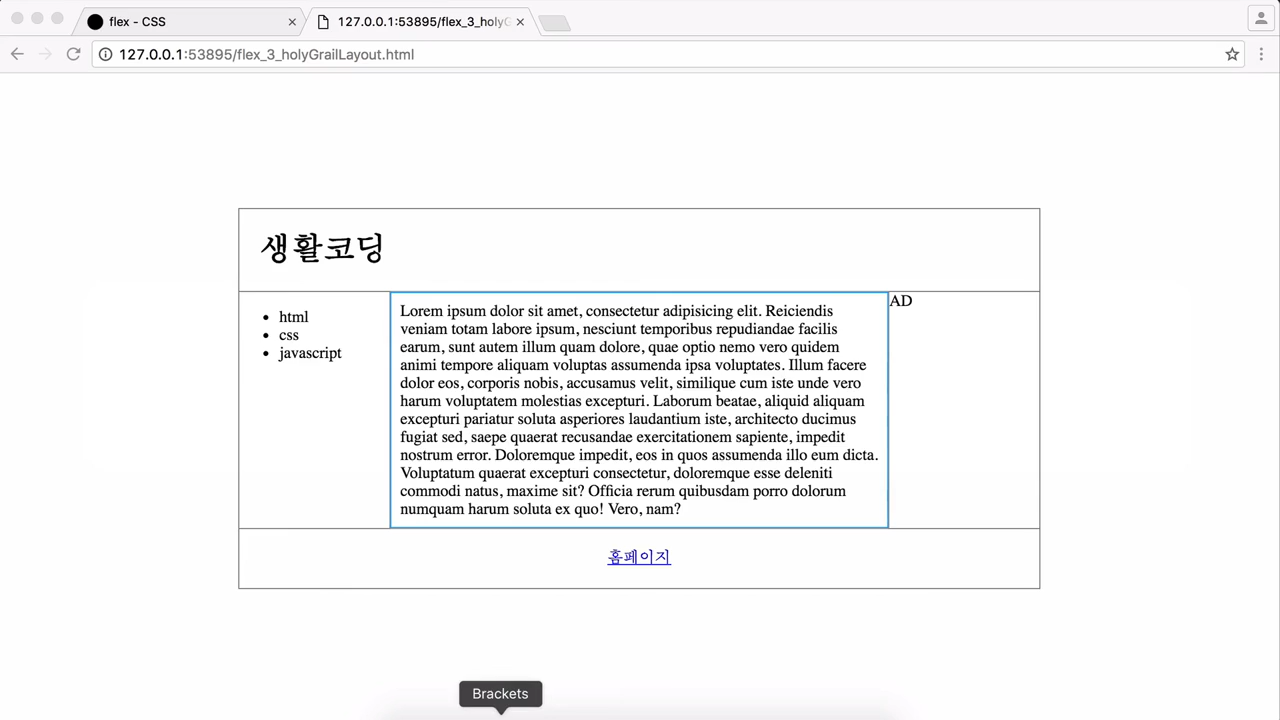 flex - CSS
127.0.0.1:53895/flex_3_holyG
127.0.0.1:53895/flex_3_holyGrailLayout.html
생활코딩
html
css
javascript
Lorem ipsum dolor sit amet, consectetur adipisicing elit. Reiciendis
veniam totam labore ipsum, nesciunt temporibus repudiandae facilis
earum, sunt autem illum quam dolore, quae optio nemo vero quidem
animi tempore aliquam voluptas assumenda ipsa voluptates. Illum facere
dolor eos, corporis nobis, accusamus velit, similique cum iste unde vero
harum voluptatem molestias excepturi. Laborum beatae, aliquid aliquam
excepturi pariatur soluta asperiores laudantium iste, architecto ducimus
fugiat sed, saepe quaerat recusandae exercitationem sapiente, impedit
nostrum error. Doloremque impedit, eos in quos assumenda illo eum dicta.
Voluptatum quaerat excepturi consectetur, doloremque esse deleniti
commodi natus, maxime sit? Officia rerum quibusdam porro dolorum
numquam harum soluta ex quo! Vero, nam?
AD
홈페이지
Brackets